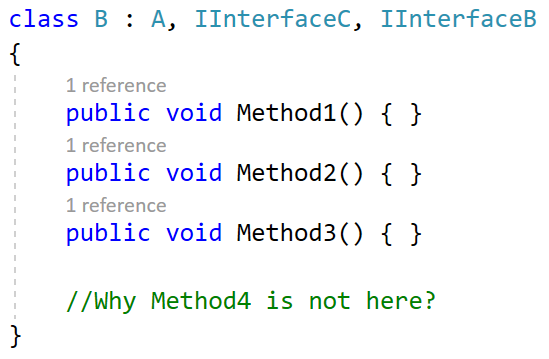 class B : A, IInterfaceC, IInterfaceB
{
1 reference
public void Method1() { }
1 reference
public void Method2() { }
1 reference
public void Method3() { }
//Why Method4 is not here?
}